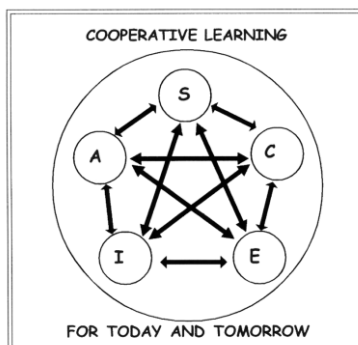 COOPERATIVE LEARNING
S
A
C
I
E
FOR TODAY AND TOMORROW